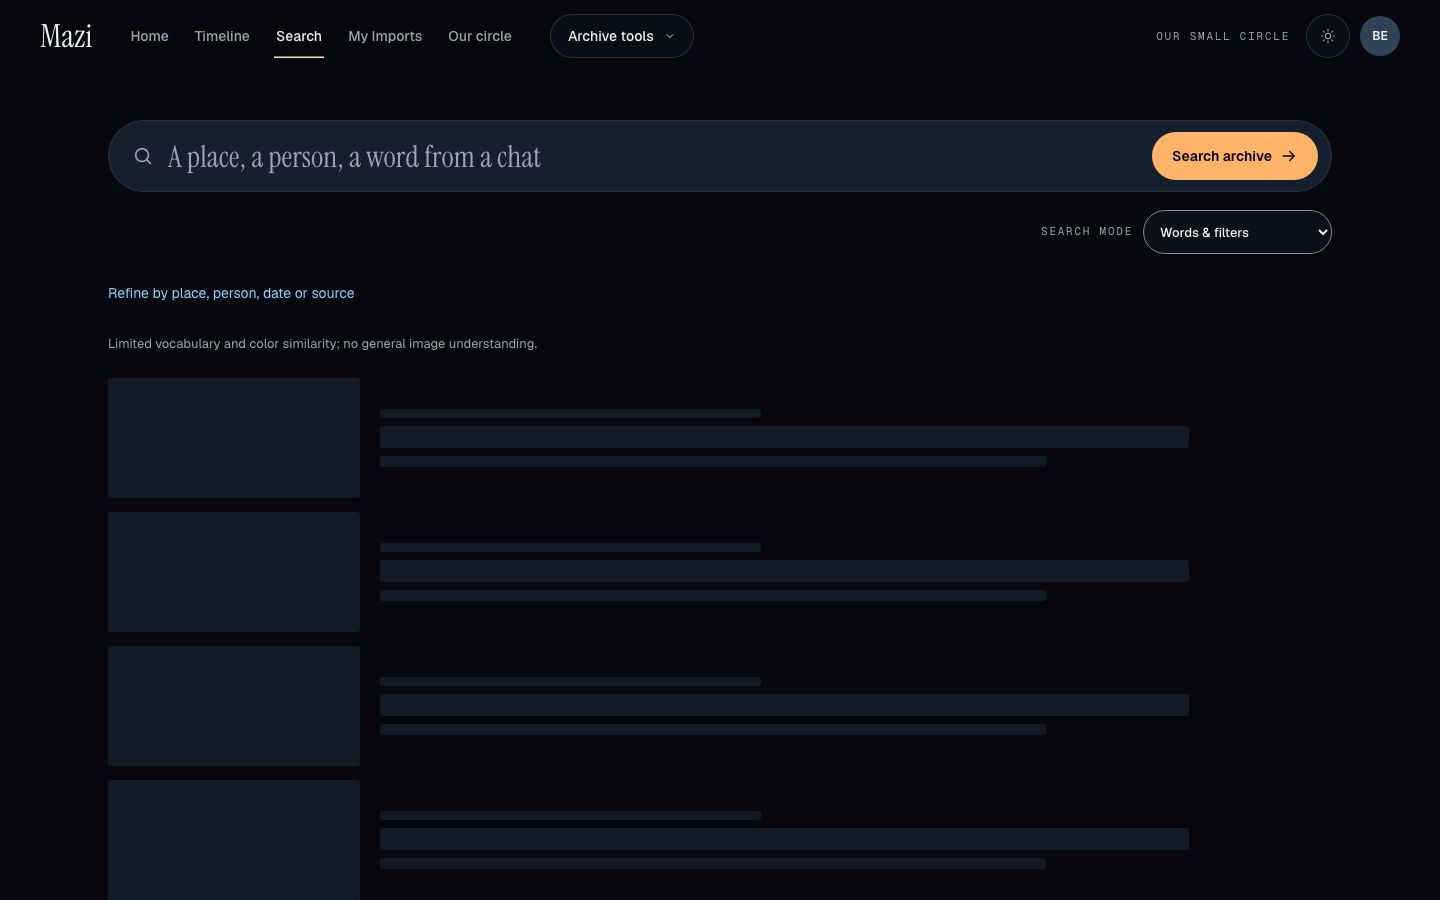 Mazi
Home
Timeline
Search
My Imports
Our circle
Archive tools
OUR SMALL CIRCLE
BE
A place, a person, a word from a chat
Search archive
SEARCH MODE
Words & filters
Refine by place, person, date or source
Limited vocabulary and color similarity; no general image understanding.